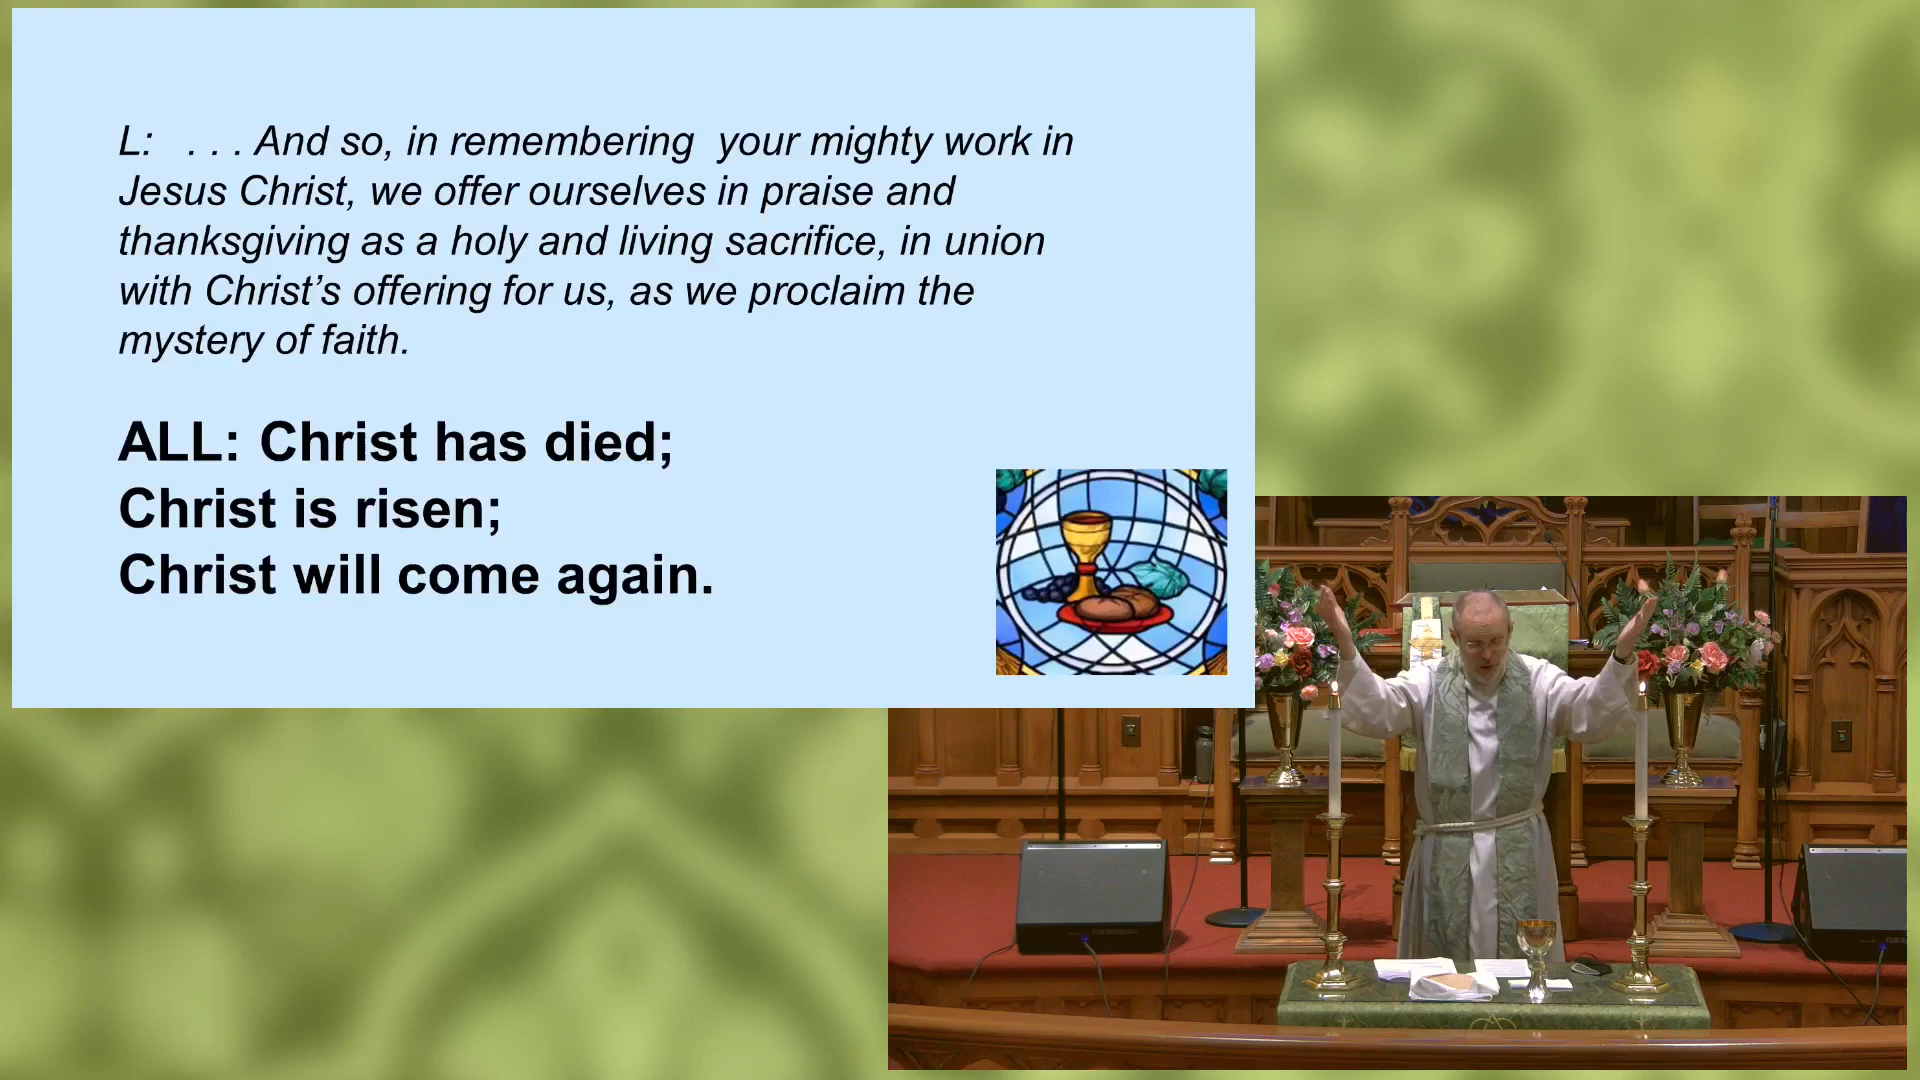 L: . . . And so, in remembering your mighty work in
Jesus Christ, we offer ourselves in praise and
thanksgiving as a holy and living sacrifice, in union
with Christ’s offering for us, as we proclaim the
mystery of faith.
ALL: Christ has died;
Christ is risen;
Christ will come again.